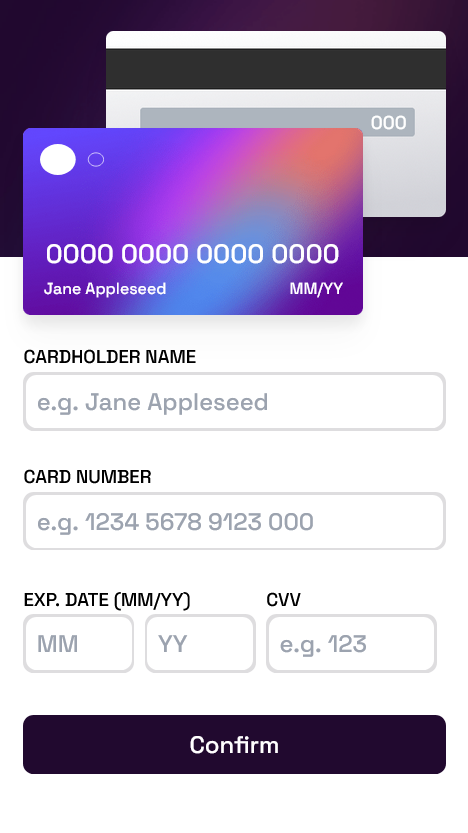 000
0000 0000 0000 0000
Jane Appleseed MM/YY
CARDHOLDER NAME
e.g. Jane Appleseed
CARD NUMBER
e.g. 1234 5678 9123 000
EXP. DATE (MM/YY) CVV
MM YY e.g. 123
Confirm